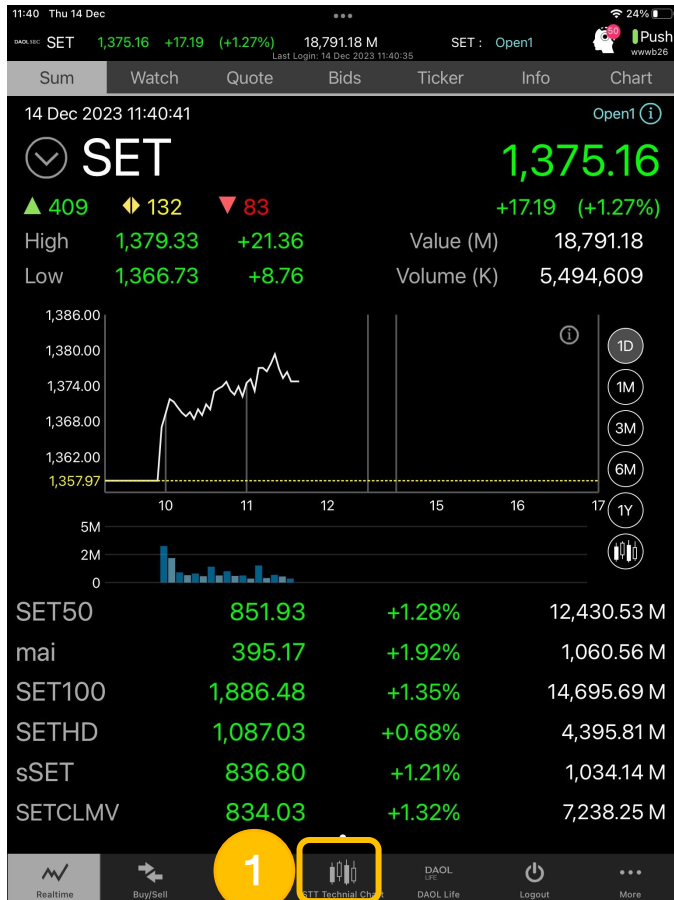 11:40 Thu 14 Dec
24%
DAOL SEC SET 1,375.16 +17.19 (+1.27%) 18,791.18 M SET : Open1
50
Push
Last Login: 14 Dec 2023 11:40:35
wwwb26
Sum Watch Quote Bids Ticker Info Chart
14 Dec 2023 11:40:41
Open1 i
SET 1,375.16
409 132 83 +17.19 (+1.27%)
High 1,379.33 +21.36 Value (M) 18,791.18
Low 1,366.73 +8.76 Volume (K) 5,494,609
1,386.00
1,380.00
1,374.00
1,368.00
1,362.00
1,357.97
10 11 12 15 16 17
i
1D
1M
3M
6M
1Y
5M
2M
0
SET50 851.93 +1.28% 12,430.53 M
mai 395.17 +1.92% 1,060.56 M
SET100 1,886.48 +1.35% 14,695.69 M
SETHD 1,087.03 +0.68% 4,395.81 M
sSET 836.80 +1.21% 1,034.14 M
SETCLMV 834.03 +1.32% 7,238.25 M
1
DAOL
LIFE
Realtime Buy/Sell STT Technial Chart DAOL Life Logout More